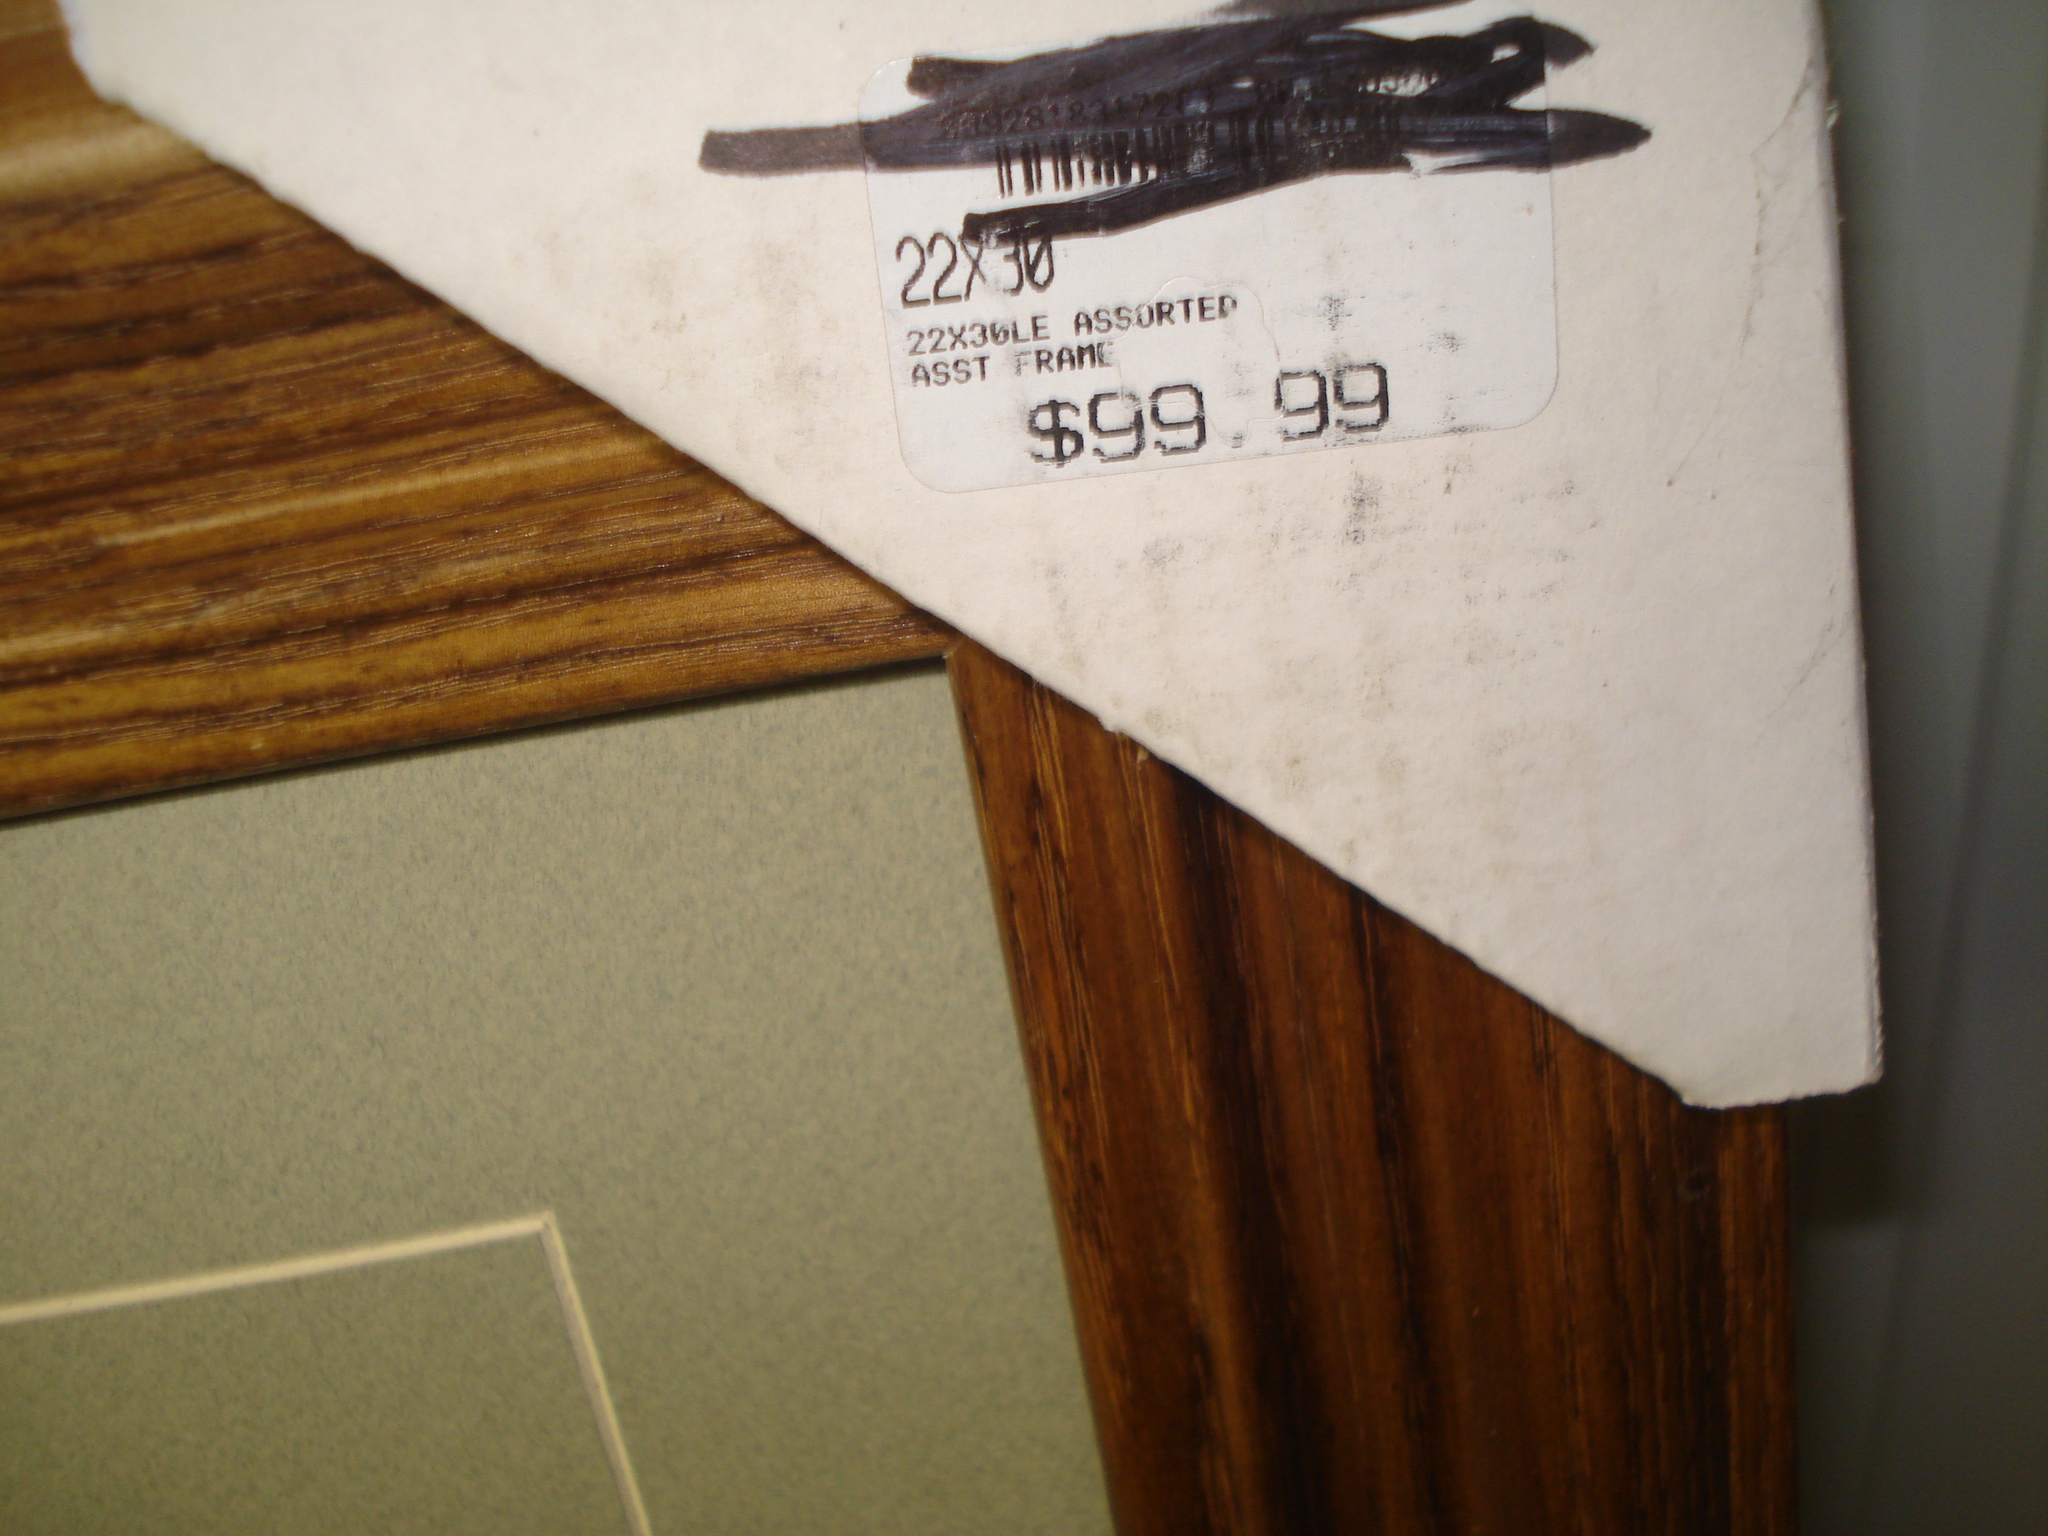 22X30
22X30LE ASSORTED
ASST FRAME
$99.99